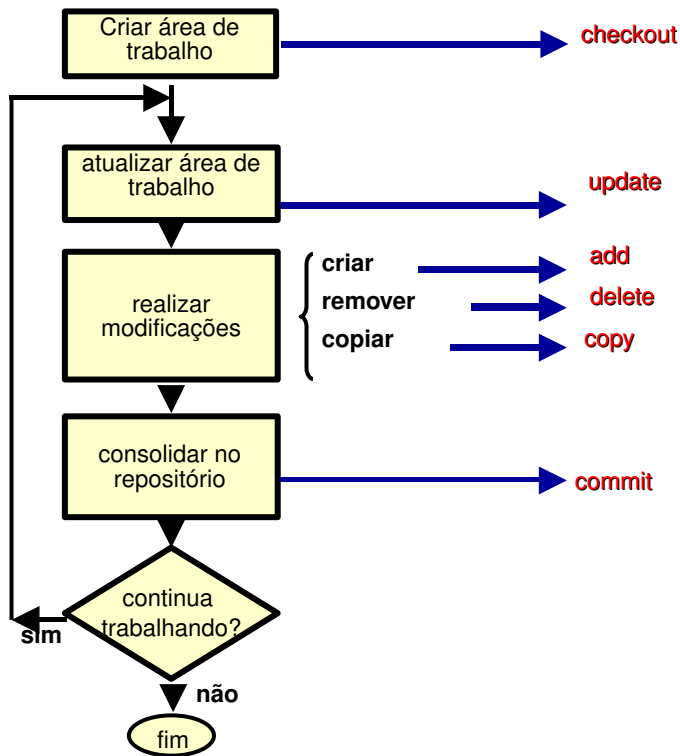 Criar área de
trabalho
checkout
atualizar área de
trabalho
update
realizar
modificações
criar
add
remover
delete
copiar
copy
consolidar no
repositório
commit
continua
trabalhando?
sim
não
fim